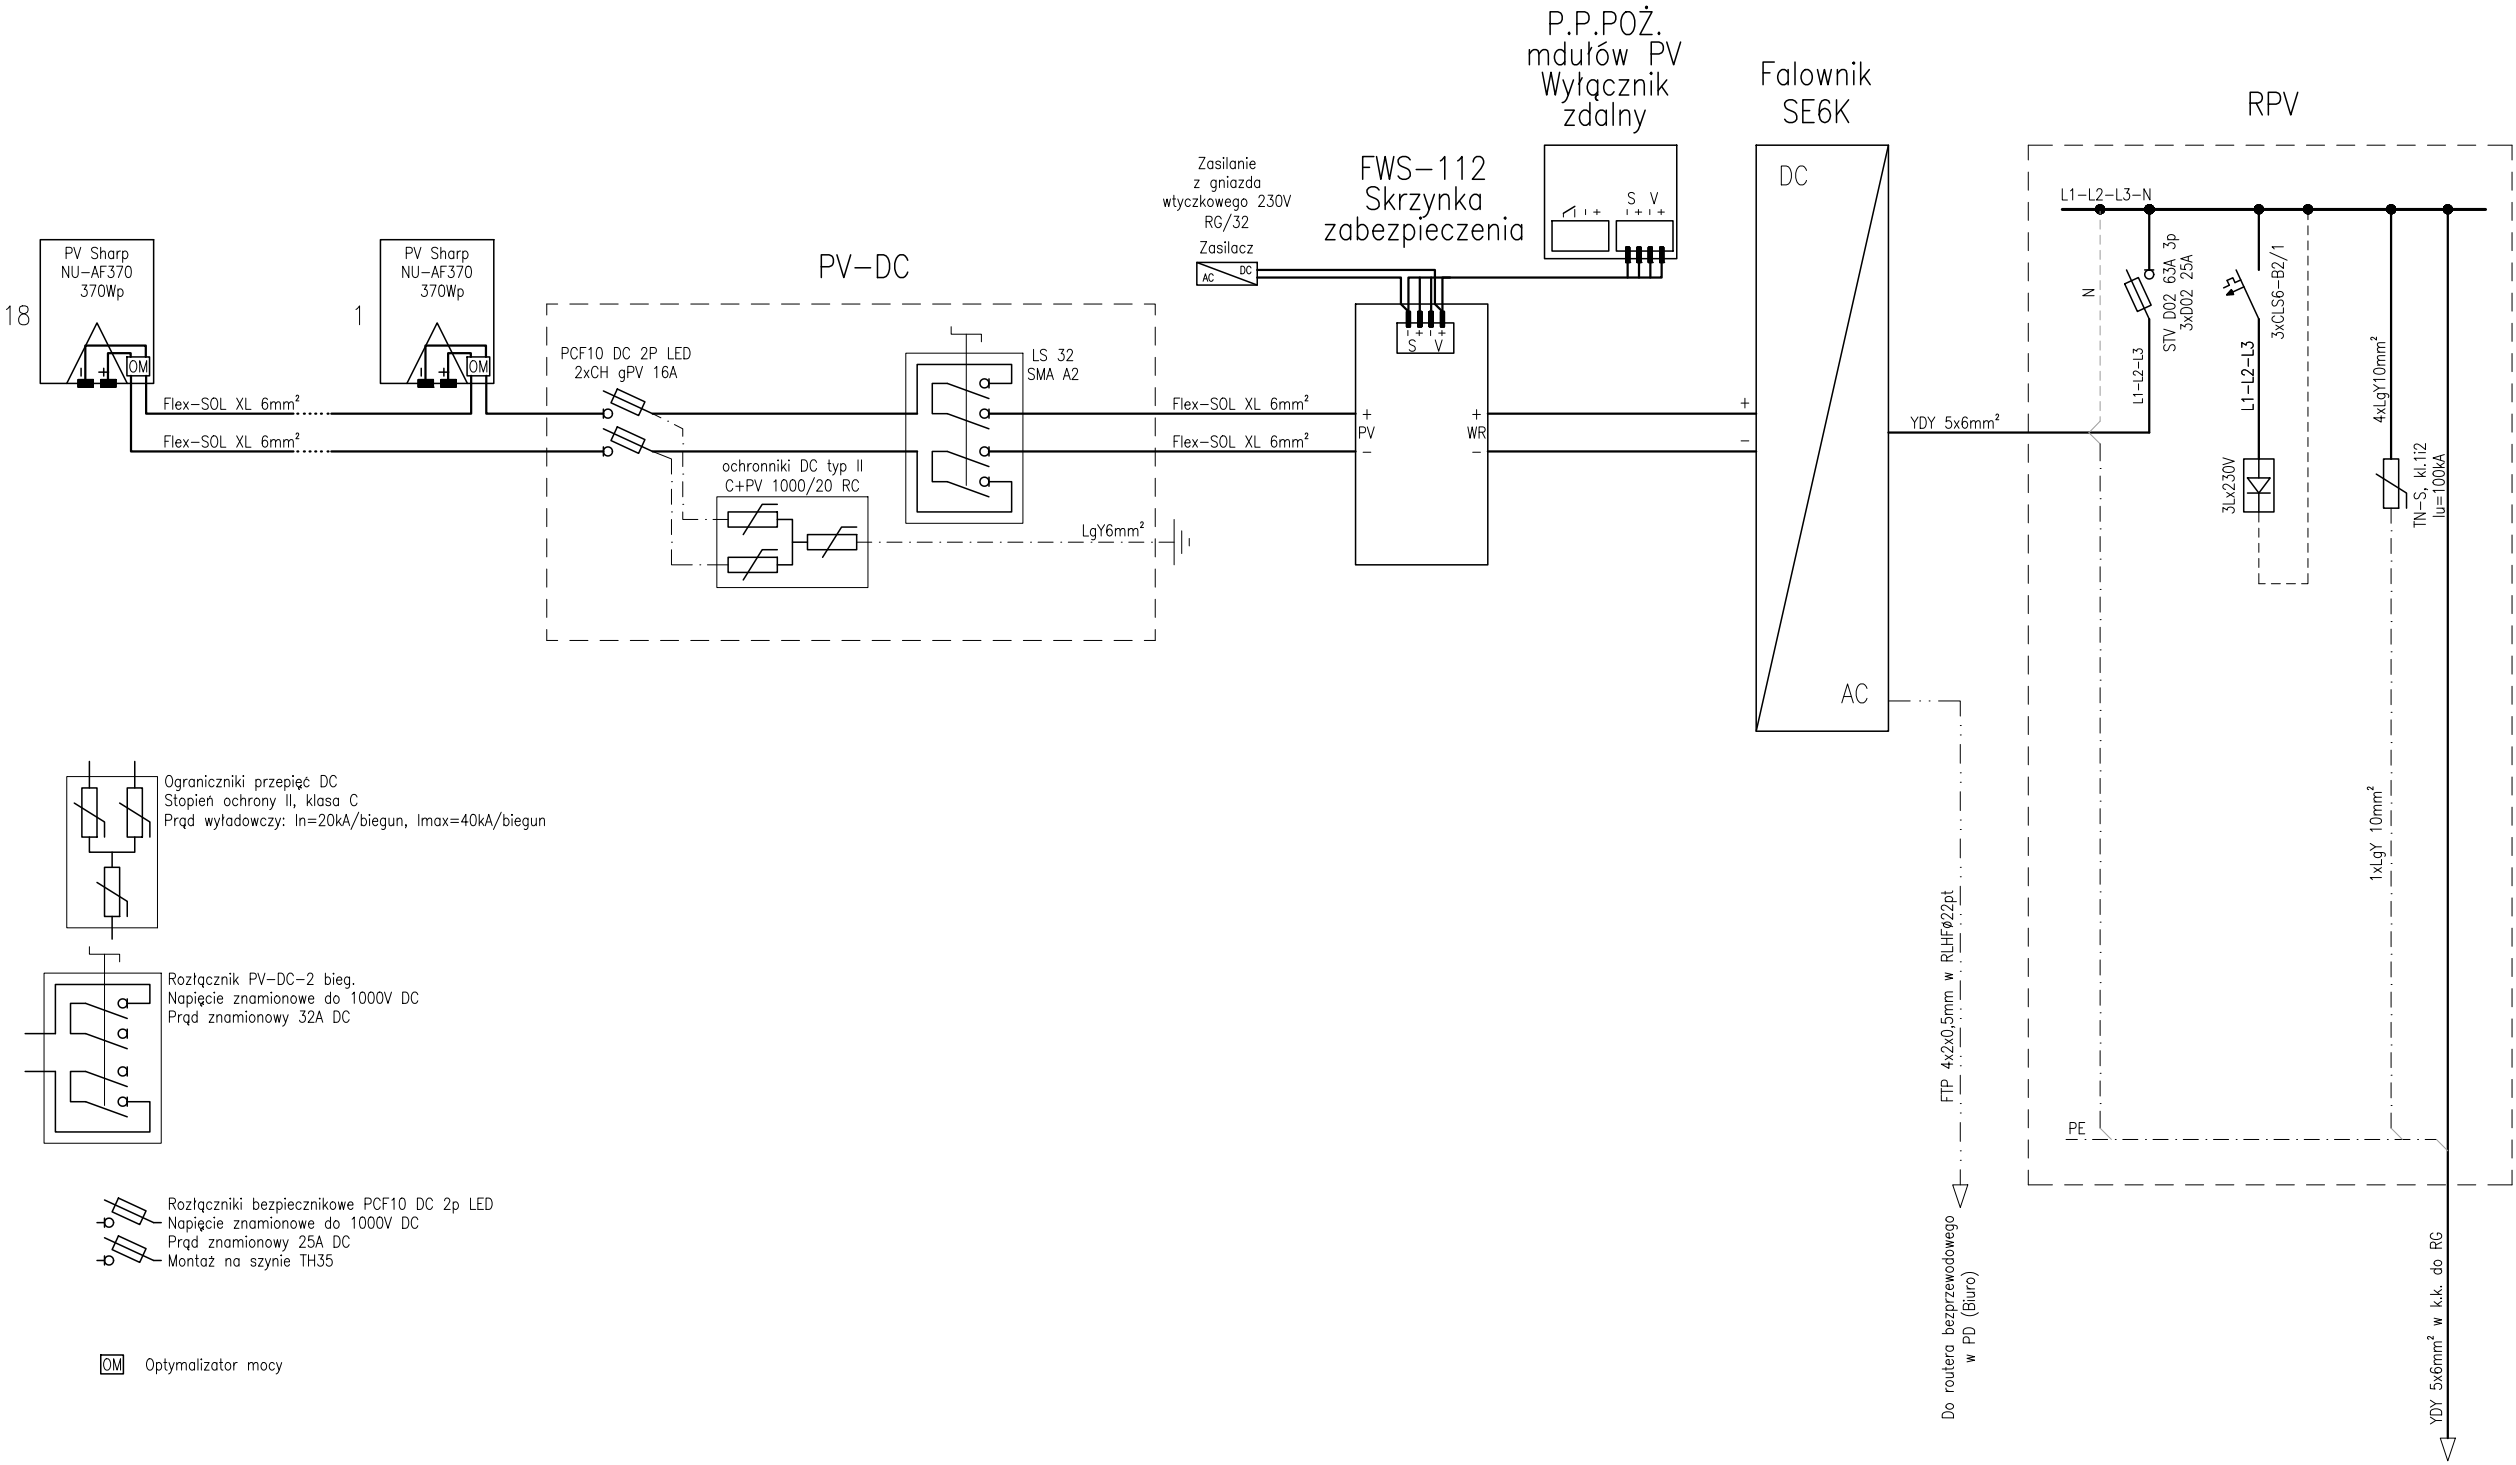 P.P.POŻ.
mdułów PV
Wyłącznik
zdalny
Falownik
SE6K
RPV
Zasilanie
z gniazda
wtyczkowego 230V
RG/32
Zasilacz
AC
DC
FWS-112
Skrzynka
zabezpieczenia
S V
- +
- + - +
DC
AC
L1-L2-L3-N
18
PV Sharp
NU-AF370
370Wp
- +
OM
1
PV Sharp
NU-AF370
370Wp
- +
OM
Flex-SOL XL 6mm²
Flex-SOL XL 6mm²
PV-DC
PCF10 DC 2P LED
2xCH gPV 16A
LS 32
SMA A2
ochronniki DC typ II
C+PV 1000/20 RC
LgY6mm²
Flex-SOL XL 6mm²
Flex-SOL XL 6mm²
- + - +
S V
+
PV
-
+
WR
-
+
-
YDY 5x6mm²
N
L1-L2-L3
STV D02 63A 3p
3xD02 25A
3xCLS6-B2/1
L1-L2-L3
3Lx230V
4xLgY10mm²
TN-S, kl.1i2
Iu=100kA
1xLgY 10mm²
PE
FTP 4x2x0,5mm w RLHFø22pt
Do routera bezprzewodowego
w PD (Biuro)
YDY 5x6mm² w k.k. do RG
Ograniczniki przepięć DC
Stopień ochrony II, klasa C
Prąd wyładowczy: In=20kA/biegun, Imax=40kA/biegun
Rozłącznik PV-DC-2 bieg.
Napięcie znamionowe do 1000V DC
Prąd znamionowy 32A DC
Rozłączniki bezpiecznikowe PCF10 DC 2p LED
Napięcie znamionowe do 1000V DC
Prąd znamionowy 25A DC
Montaż na szynie TH35
OM Optymalizator mocy